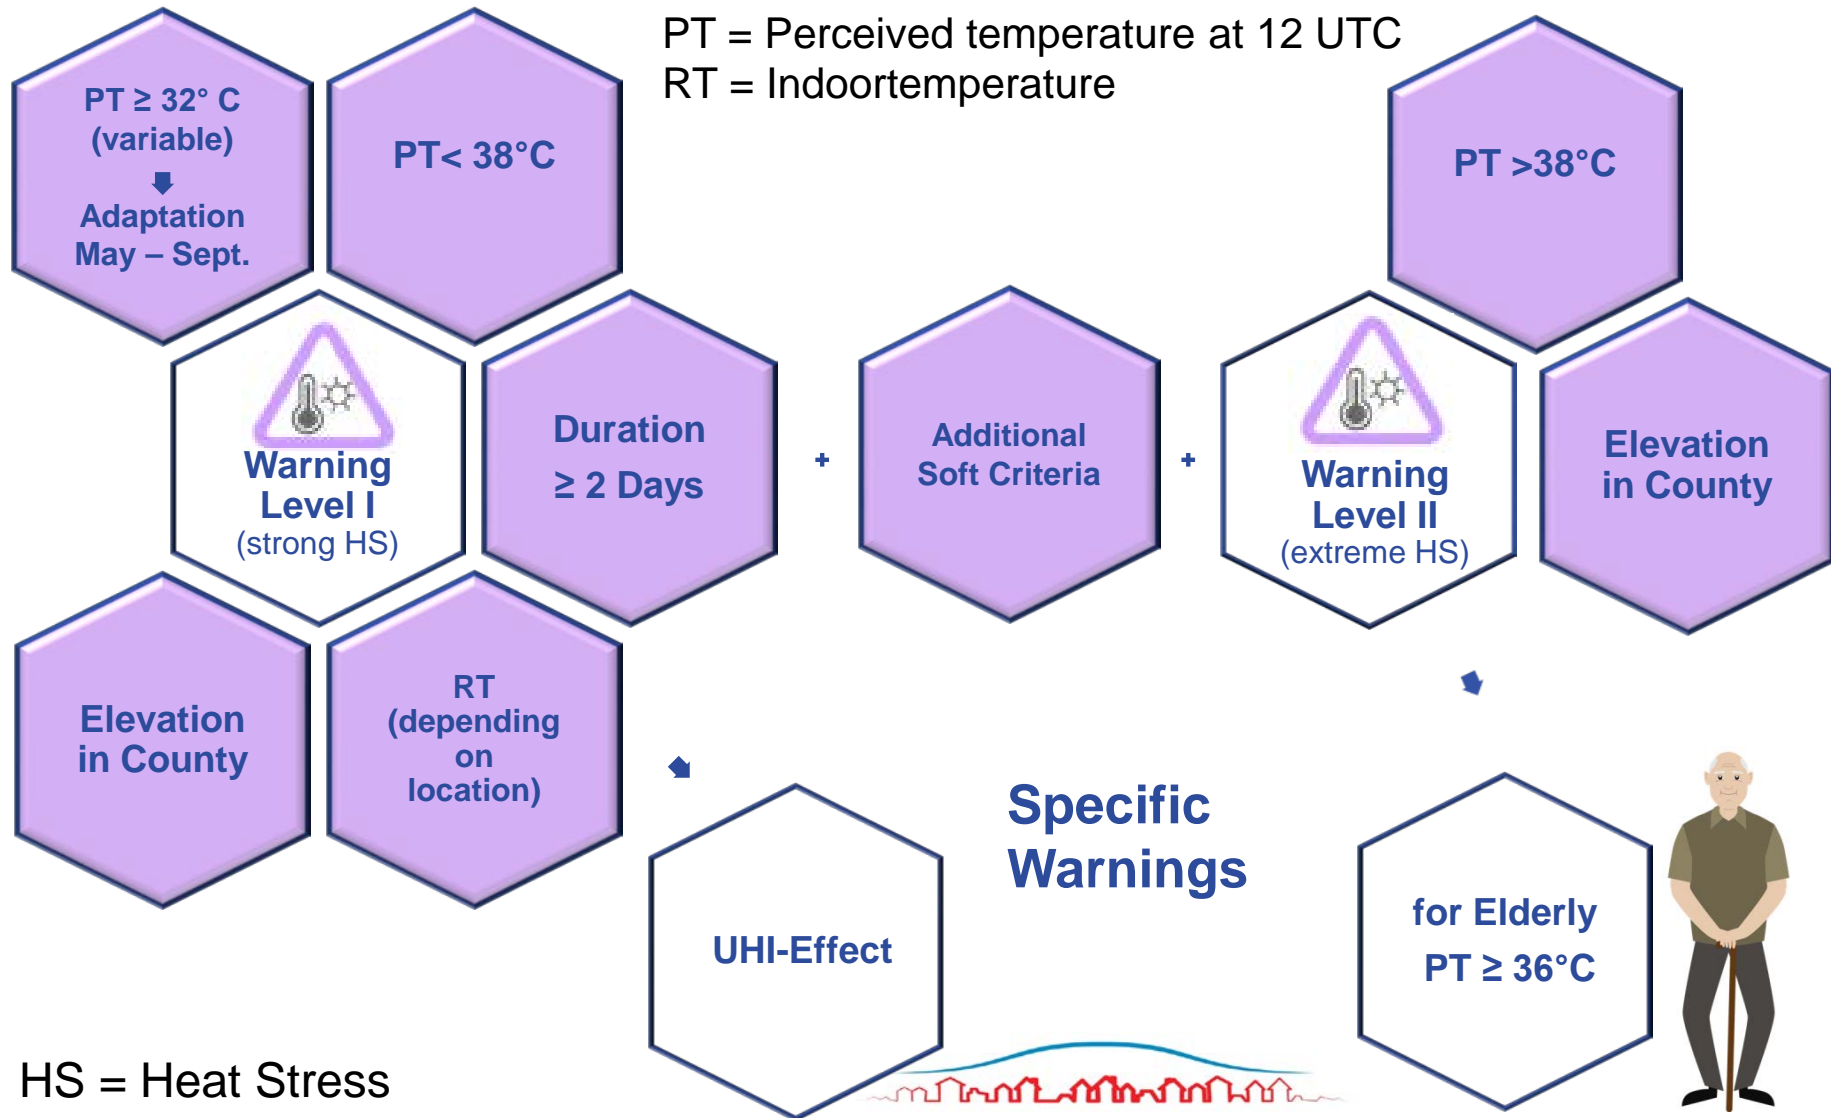 PT = Perceived temperature at 12 UTC
RT = Indoortemperature
PT ≥ 32° C
(variable)
Adaptation
May – Sept.
PT< 38°C
PT >38°C
Warning
Level I
(strong HS)
Duration
≥ 2 Days
+
Additional
Soft Criteria
+
Warning
Level II
(extreme HS)
Elevation
in County
Elevation
in County
RT
(depending
on
location)
Specific
Warnings
UHI-Effect
for Elderly
PT ≥ 36°C
HS = Heat Stress